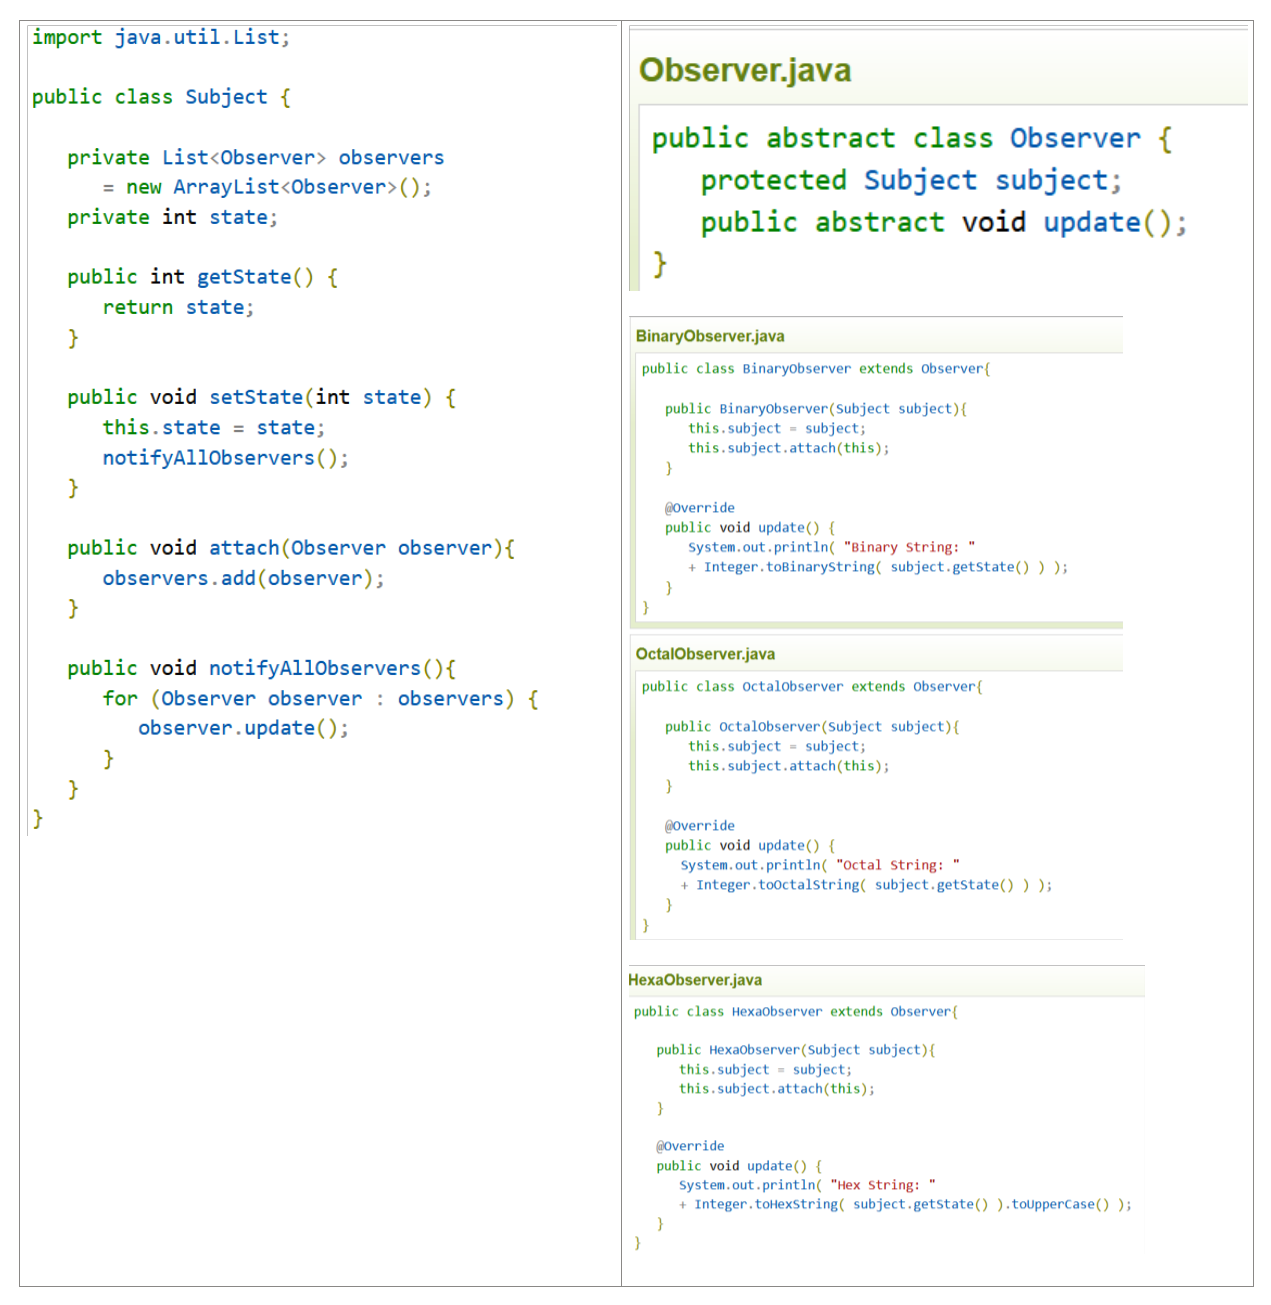 import java.util.List;
public class Subject {
private List<Observer> observers
= new ArrayList<Observer>();
private int state;
public int getState() {
return state;
}
public void setState(int state) {
this.state = state;
notifyAllObservers();
}
public void attach(Observer observer){
observers.add(observer);
}
public void notifyAllObservers(){
for (Observer observer : observers) {
observer.update();
}
}
}
Observer.java
public abstract class Observer {
protected Subject subject;
public abstract void update();
}
BinaryObserver.java
public class BinaryObserver extends Observer{
public BinaryObserver(Subject subject){
this.subject = subject;
this.subject.attach(this);
}
@Override
public void update() {
System.out.println( "Binary String: "
+ Integer.toBinaryString( subject.getState() ) );
}
}
OctalObserver.java
public class OctalObserver extends Observer{
public OctalObserver(Subject subject){
this.subject = subject;
this.subject.attach(this);
}
@Override
public void update() {
System.out.println( "Octal String: "
+ Integer.toOctalString( subject.getState() ) );
}
}
HexaObserver.java
public class HexaObserver extends Observer{
public HexaObserver(Subject subject){
this.subject = subject;
this.subject.attach(this);
}
@Override
public void update() {
System.out.println( "Hex String: "
+ Integer.toHexString( subject.getState() ).toUpperCase() );
}
}